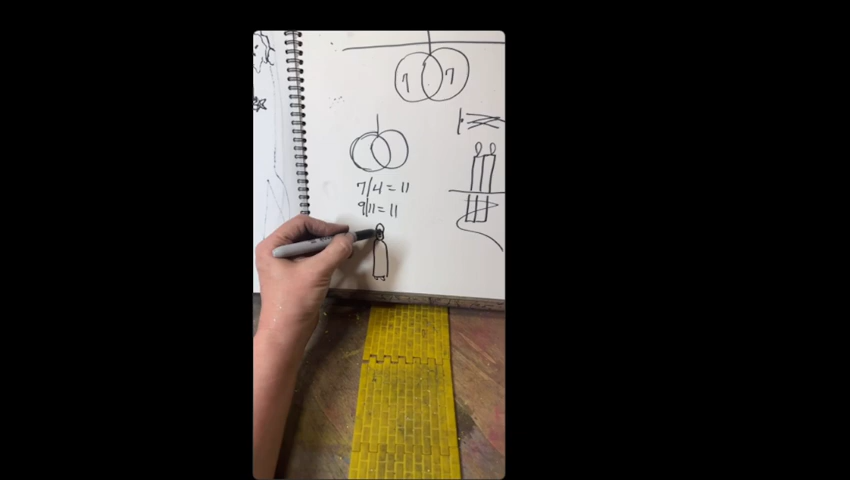 7 7
7/4 = 11
9/11 = 11